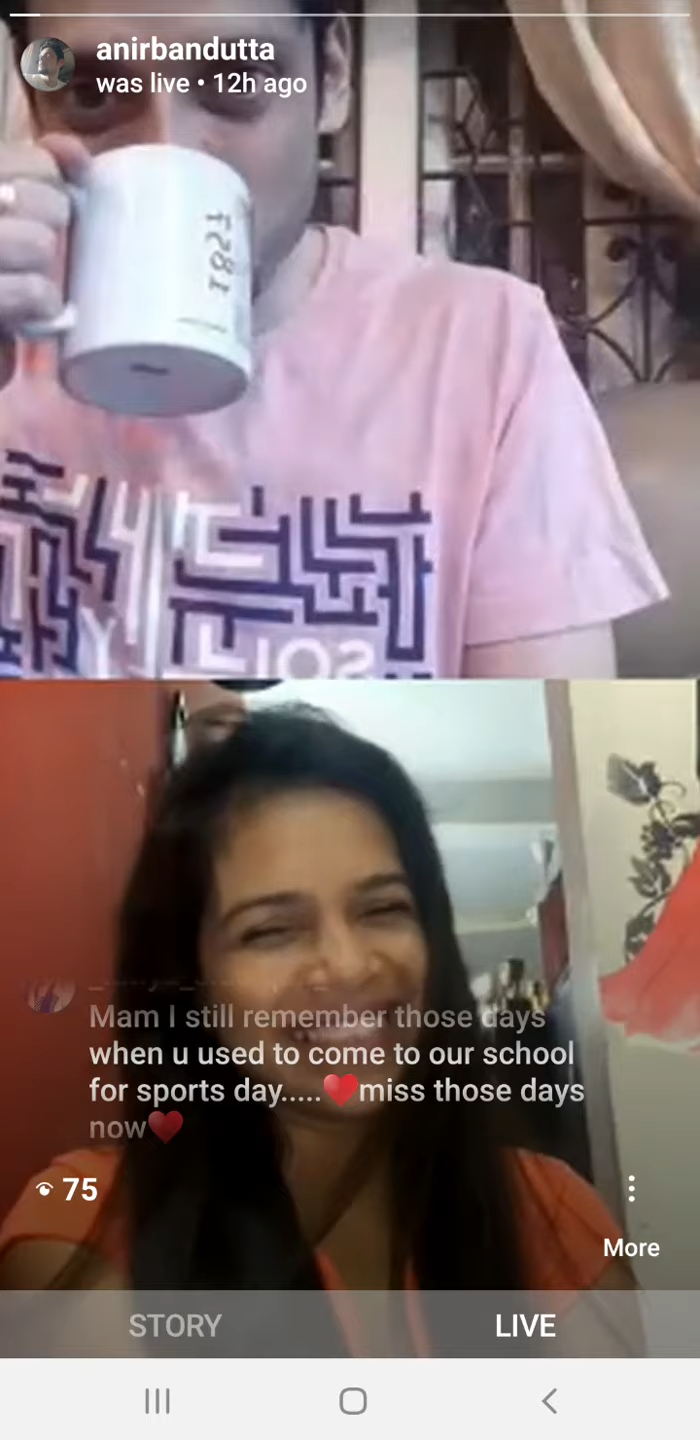 anirbandutta
was live • 12h ago
1857
Mam I still remember those days
when u used to come to our school
for sports day.....❤️miss those days
now❤️
75
More
STORY
LIVE